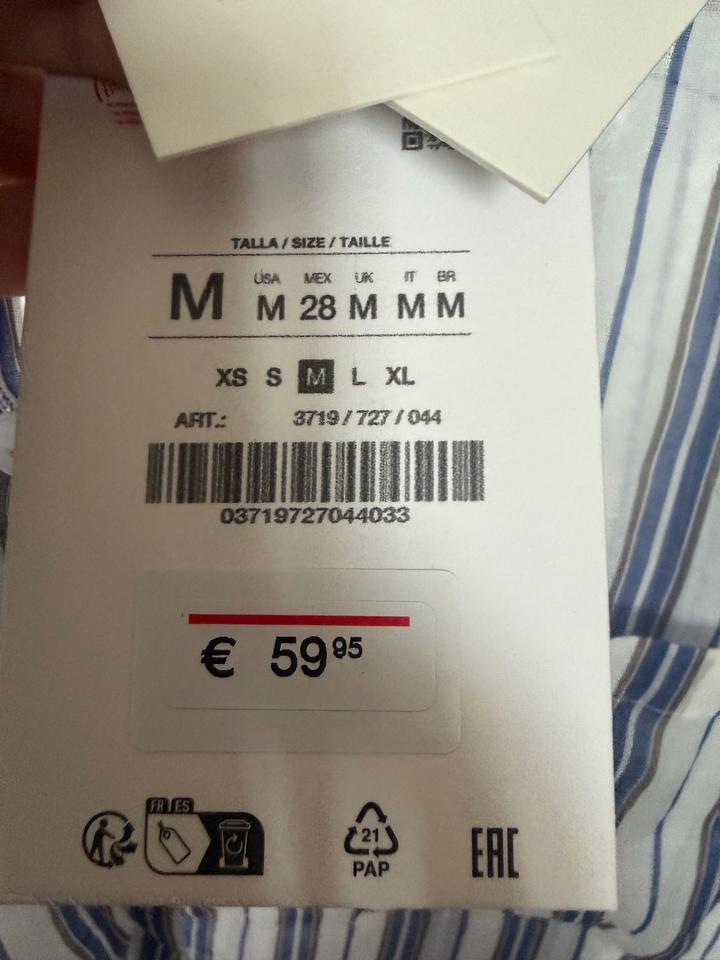 TALLA / SIZE / TAILLE
USA MEX UK IT BR
M M 28 M M M
XS S M L XL
ART.: 3719 / 727 / 044
03719727044033
€ 59 95
FR ES
21
PAP
EAC